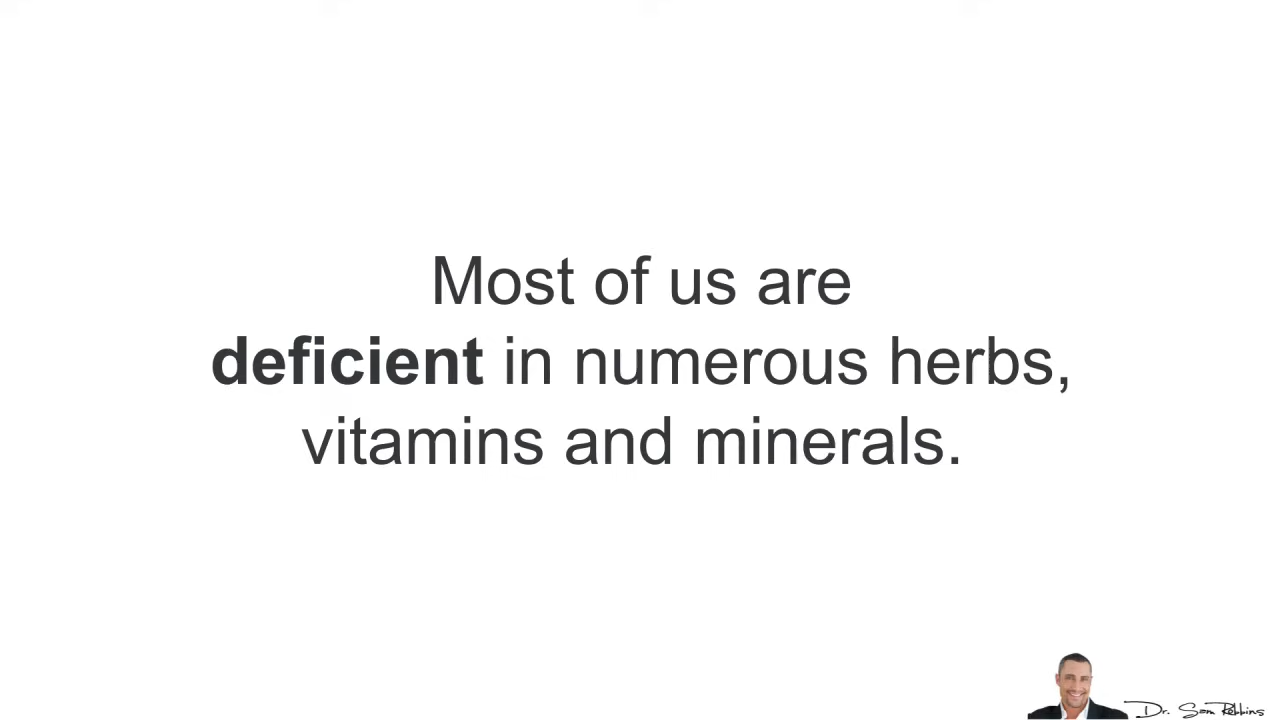 Most of us are
deficient in numerous herbs,
vitamins and minerals.
Dr. Sam Robbins